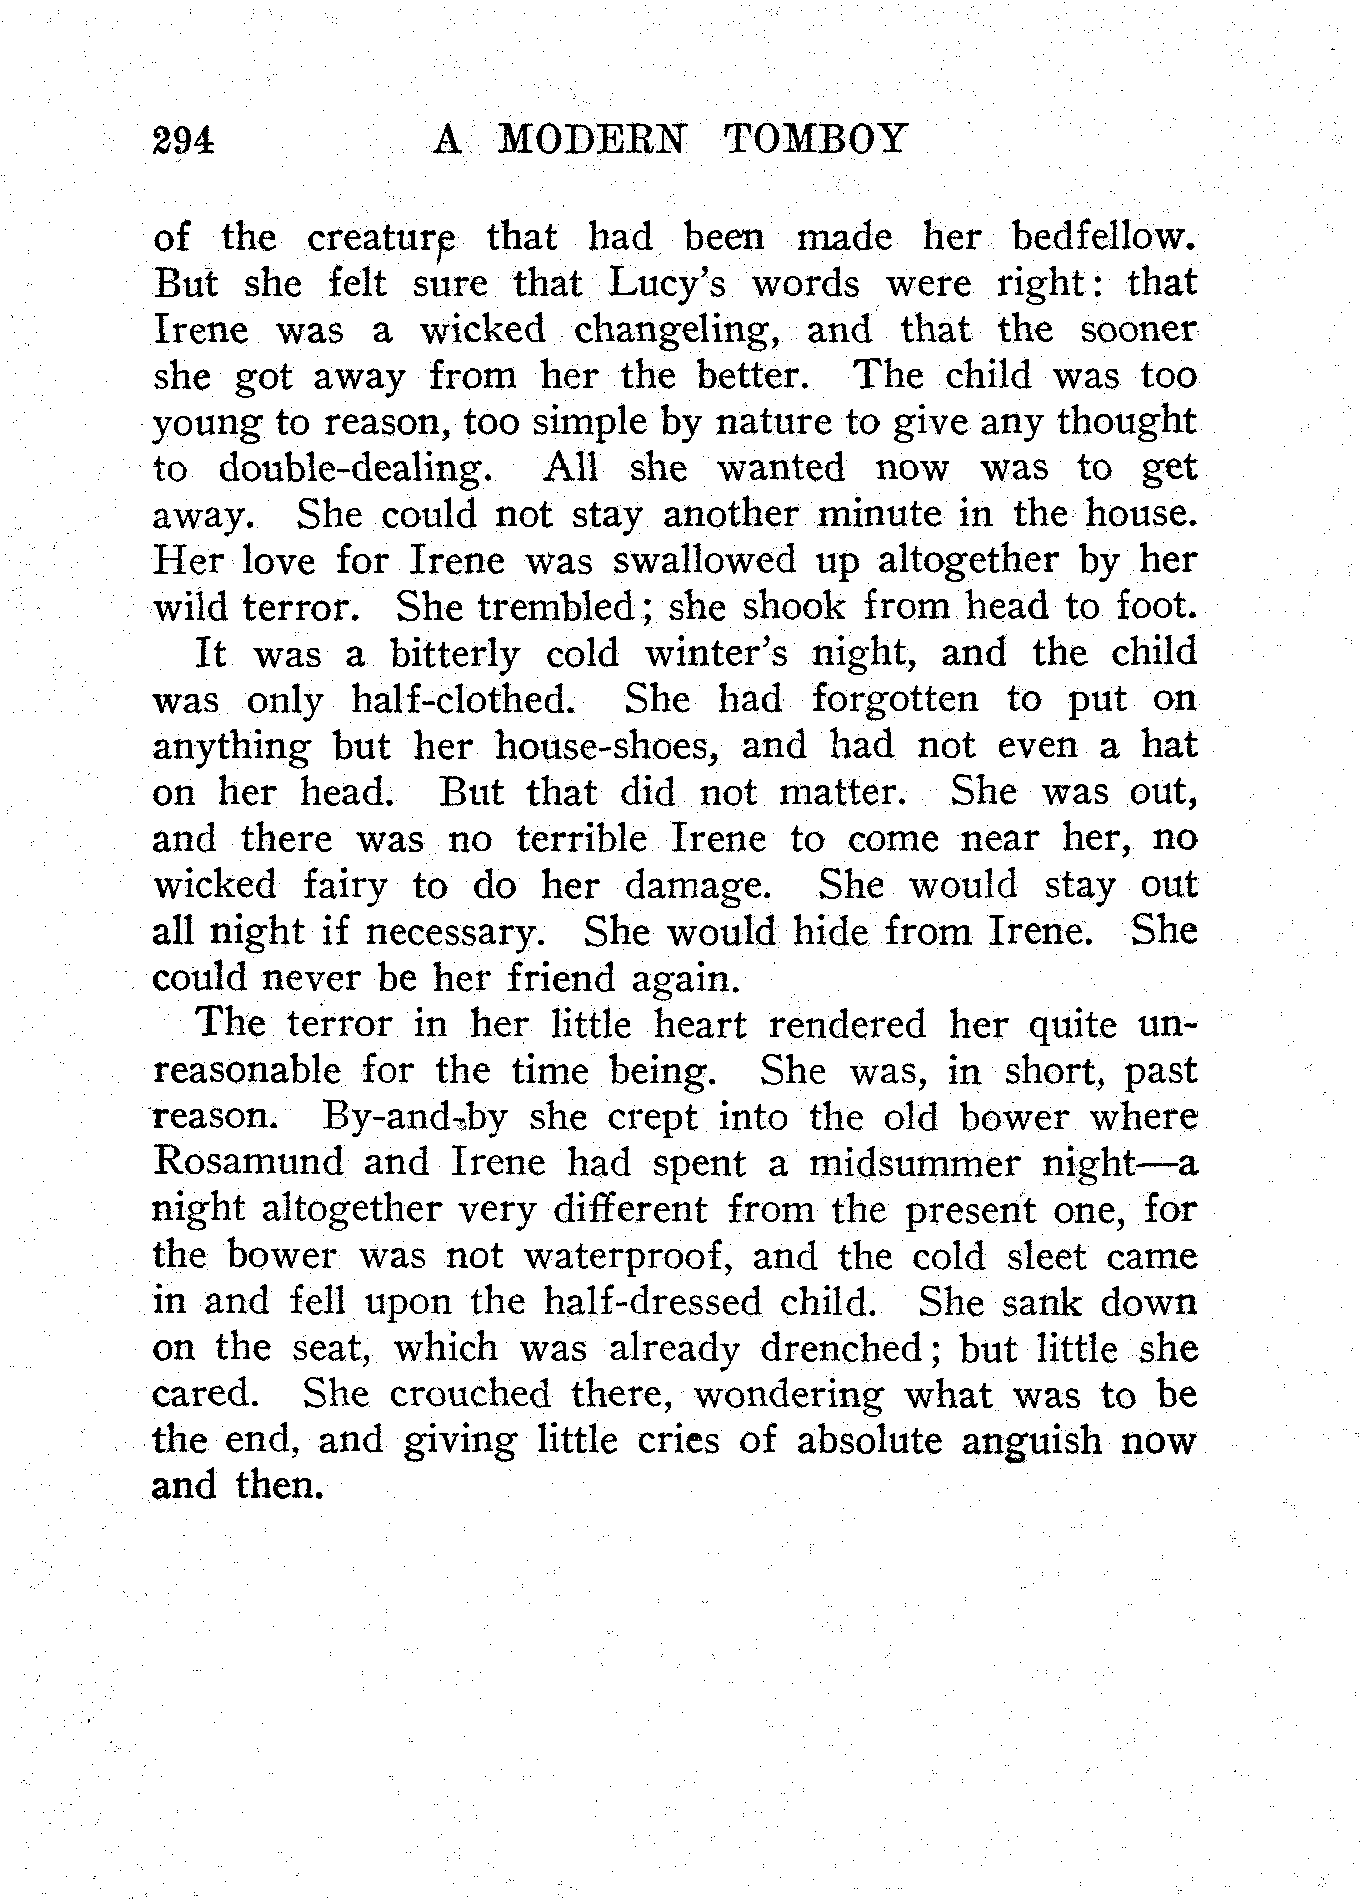 294 A MODERN TOMBOY
of the creature that had been made her bedfellow.
But she felt sure that Lucy's words were right: that
Irene was a wicked changeling, and that the sooner
she got away from her the better. The child was too
young to reason, too simple by nature to give any thought
to double-dealing. All she wanted now was to get
away. She could not stay another minute in the house.
Her love for Irene was swallowed up altogether by her
wild terror. She trembled; she shook from head to foot.
It was a bitterly cold winter's night, and the child
was only half-clothed. She had forgotten to put on
anything but her house-shoes, and had not even a hat
on her head. But that did not matter. She was out,
and there was no terrible Irene to come near her, no
wicked fairy to do her damage. She would stay out
all night if necessary. She would hide from Irene. She
could never be her friend again.
The terror in her little heart rendered her quite un-
reasonable for the time being. She was, in short, past
reason. By-and-by she crept into the old bower where
Rosamund and Irene had spent a midsummer night—a
night altogether very different from the present one, for
the bower was not waterproof, and the cold sleet came
in and fell upon the half-dressed child. She sank down
on the seat, which was already drenched; but little she
cared. She crouched there, wondering what was to be
the end, and giving little cries of absolute anguish now
and then.